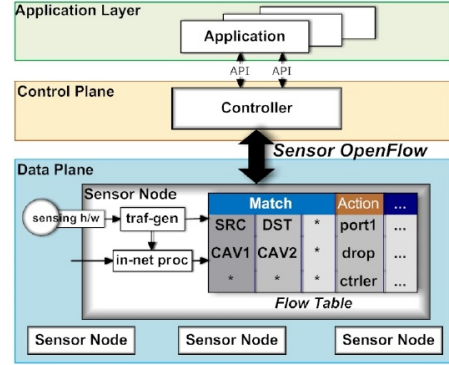 Application Layer
Application
API API
Control Plane
Controller
Sensor OpenFlow
Data Plane
Sensor Node
sensing h/w traf-gen
in-net proc
Match Action ...
SRC DST * port1 ...
CAV1 CAV2 * drop ...
* * * ctrler ...
Flow Table
Sensor Node Sensor Node Sensor Node